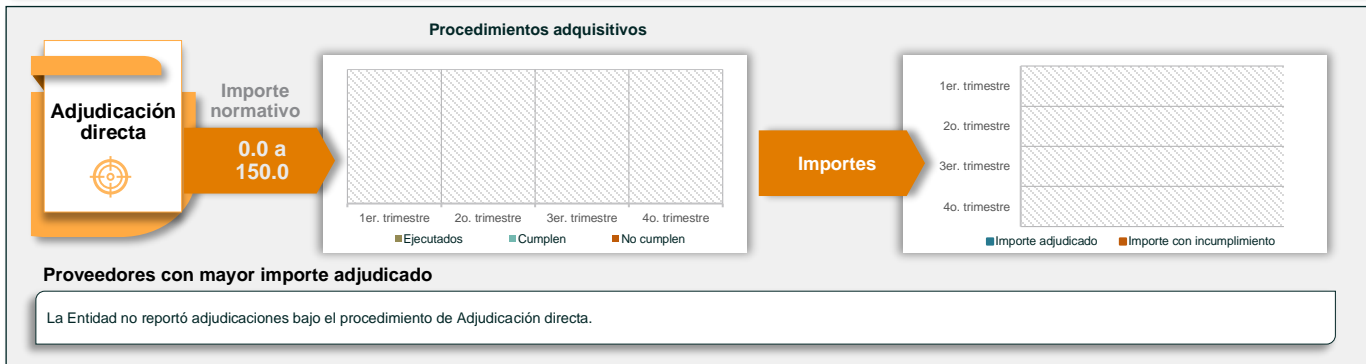 Procedimientos adquisitivos
Adjudicación
directa
Importe
normativo
0.0 a
150.0
1er. trimestre 2o. trimestre 3er. trimestre 4o. trimestre
Ejecutados Cumplen No cumplen
Importes
1er. trimestre
2o. trimestre
3er. trimestre
4o. trimestre
Importe adjudicado Importe con incumplimiento
Proveedores con mayor importe adjudicado
La Entidad no reportó adjudicaciones bajo el procedimiento de Adjudicación directa.